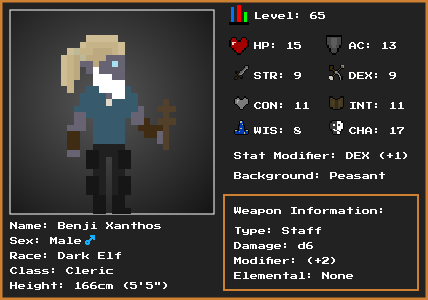 Level: 65
HP: 15 AC: 13
STR: 9 DEX: 9
CON: 11 INT: 11
WIS: 8 CHA: 17
Stat Modifier: DEX (+1)
Background: Peasant
Name: Benji Xanthos
Sex: Male
Race: Dark Elf
Class: Cleric
Height: 166cm (5'5")
Weapon Information:
Type: Staff
Damage: d6
Modifier: (+2)
Elemental: None